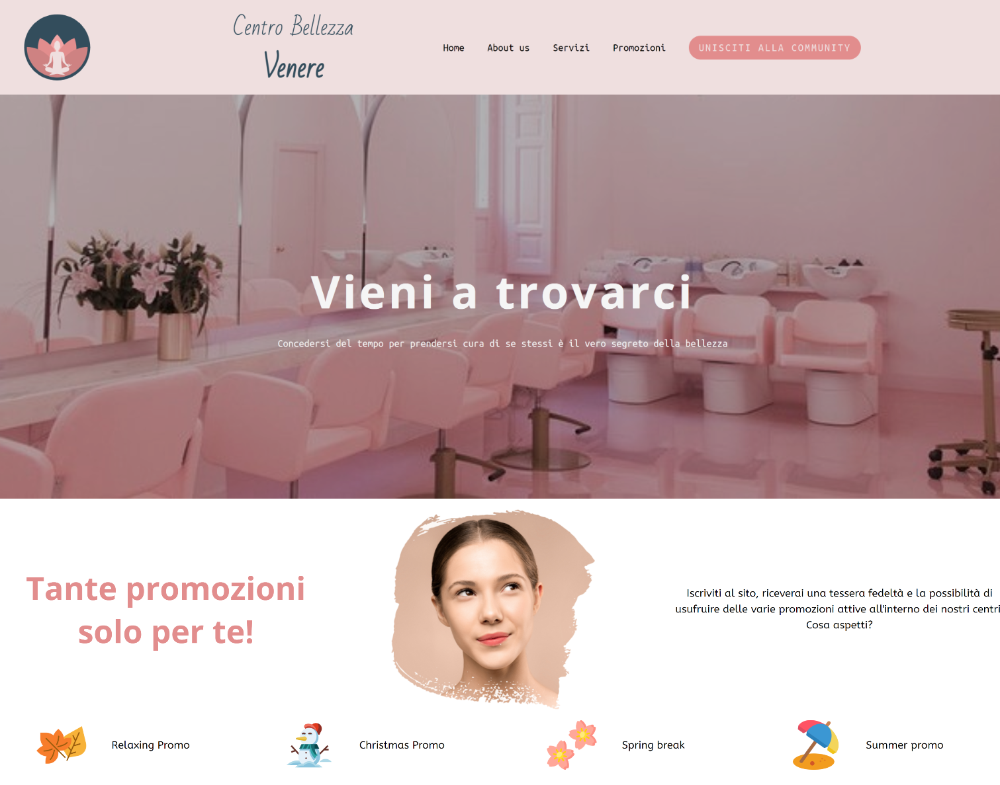 Centro Bellezza
Venere
Home
About us
Servizi
Promozioni
UNISCITI ALLA COMMUNITY
Vieni a trovarci
Concedersi del tempo per prendersi cura di se stessi è il vero segreto della bellezza
Tante promozioni
solo per te!
Iscriviti al sito, riceverai una tessera fedeltà e la possibilità di
usufruire delle varie promozioni attive all'interno dei nostri centri
Cosa aspetti?
Relaxing Promo
Christmas Promo
Spring break
Summer promo